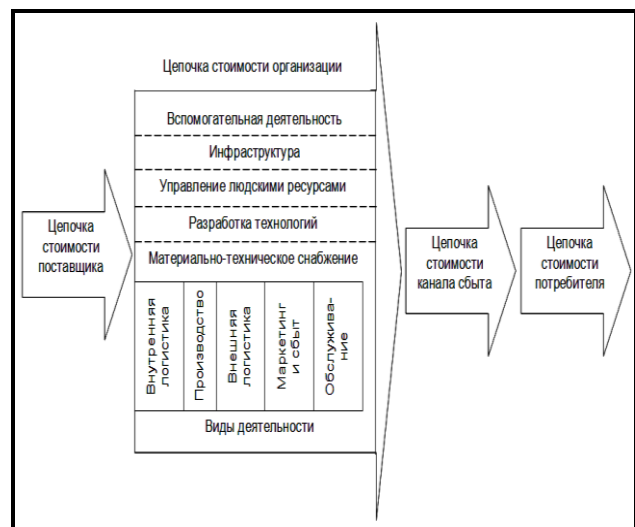 Цепочка стоимости организации
Вспомогательная деятельность
Инфраструктура
Управление людскими ресурсами
Разработка технологий
Материально-техническое снабжение
Цепочка
стоимости
поставщика
Внутренняя
логистика
Производство
Внешняя
логистика
Маркетинг
и сбыт
Обслужива-
ние
Виды деятельности
Цепочка
стоимости
канала сбыта
Цепочка
стоимости
потребителя